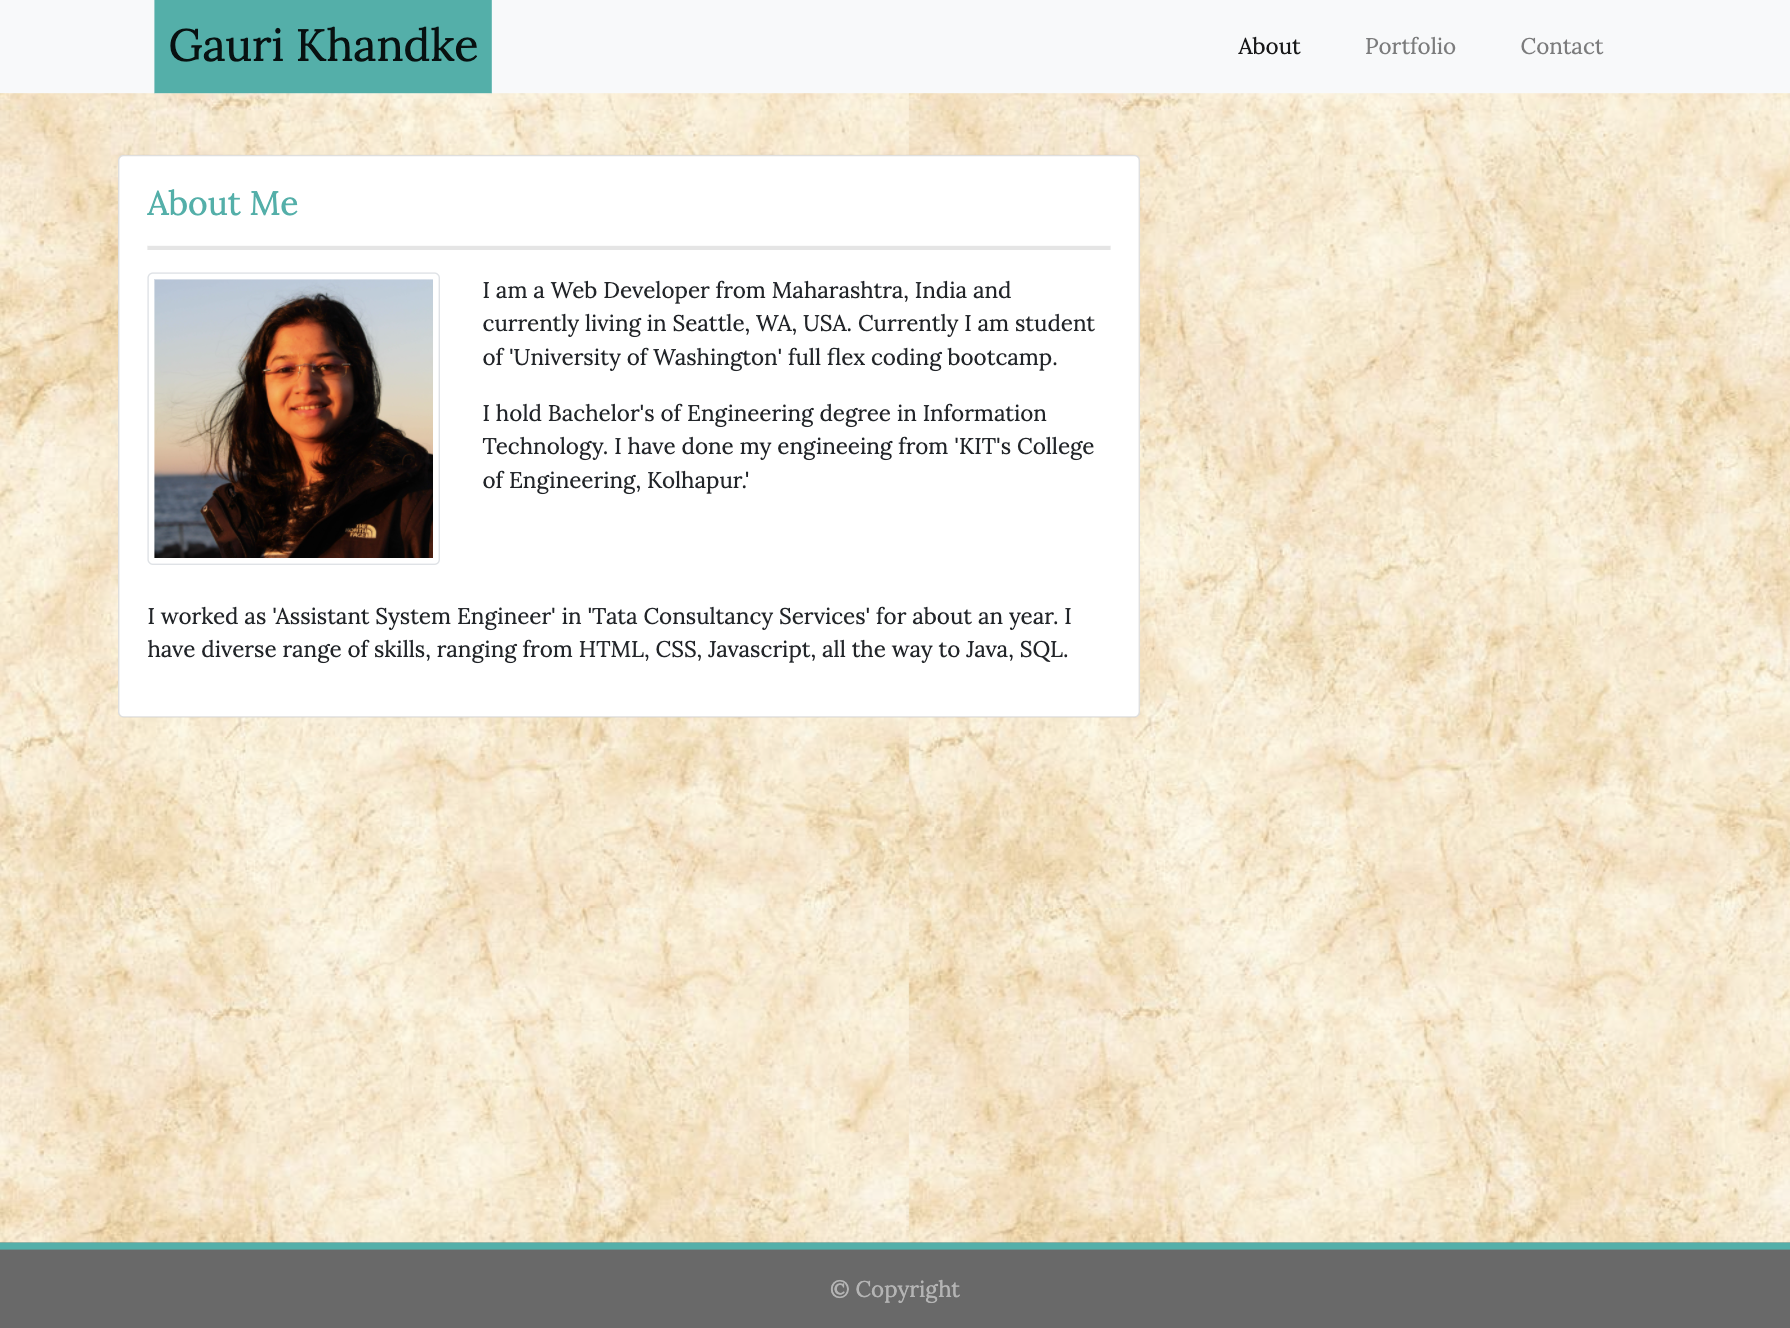 Gauri Khandke
About
Portfolio
Contact
About Me
I am a Web Developer from Maharashtra, India and
currently living in Seattle, WA, USA. Currently I am student
of 'University of Washington' full flex coding bootcamp.
I hold Bachelor's of Engineering degree in Information
Technology. I have done my engineeing from 'KIT's College
of Engineering, Kolhapur.'
THE
NORTH
FACE
I worked as 'Assistant System Engineer' in 'Tata Consultancy Services' for about an year. I
have diverse range of skills, ranging from HTML, CSS, Javascript, all the way to Java, SQL.
© Copyright